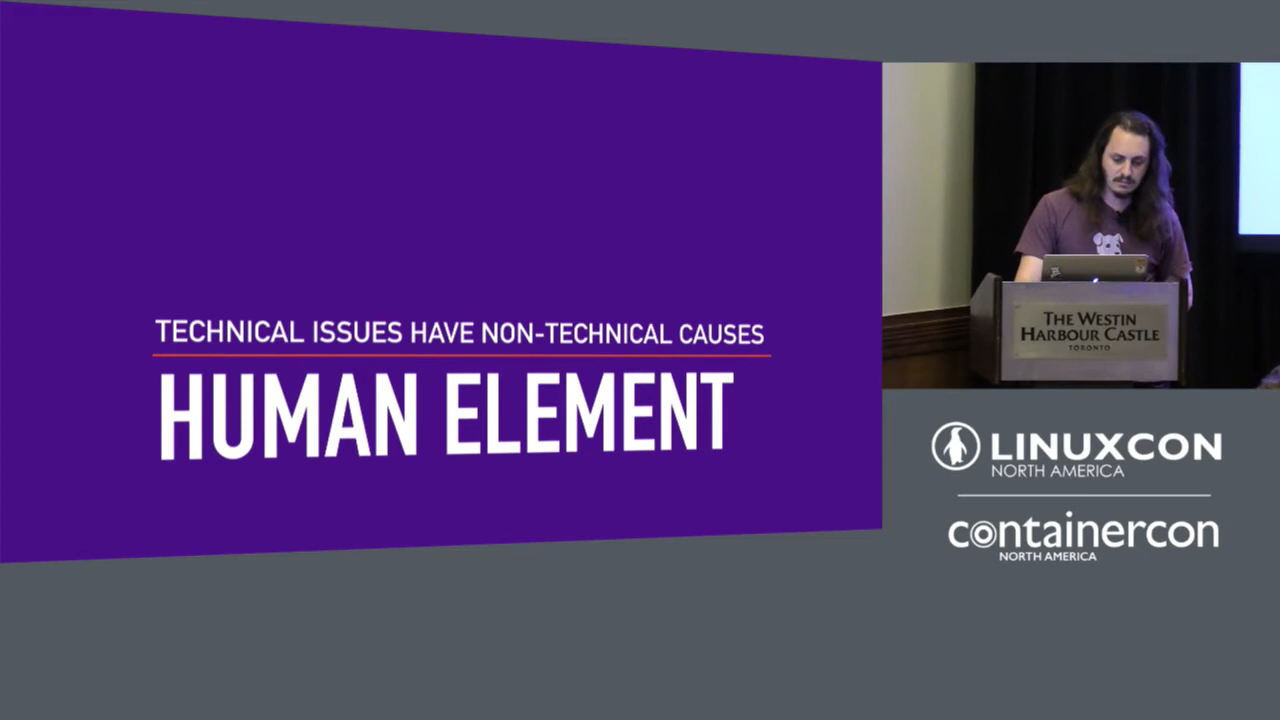 TECHNICAL ISSUES HAVE NON-TECHNICAL CAUSES
HUMAN ELEMENT
THE WESTIN
HARBOUR CASTLE
TORONTO
LINUXCON
NORTH AMERICA
containercon
NORTH AMERICA